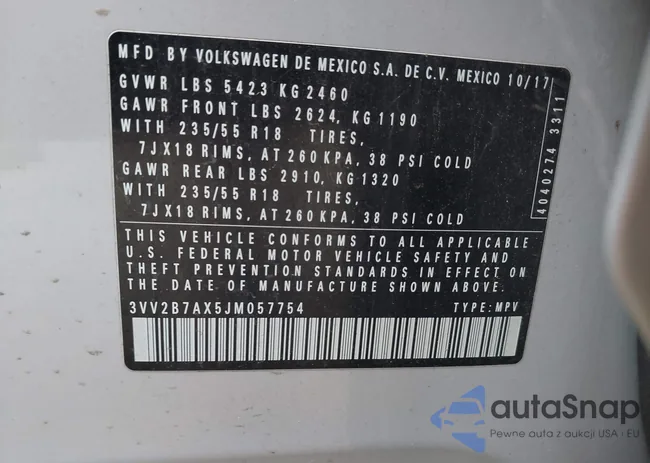 MFD BY VOLKSWAGEN DE MEXICO S.A. DE C.V. MEXICO 10/17
GVWR LBS 5423 KG 2460
GAWR FRONT LBS 2624, KG 1190
WITH 235/55 R18 TIRES,
7J X18 RIMS, AT 260 KPA, 38 PSI COLD
GAWR REAR LBS 2910, KG 1320
WITH 235/55 R18 TIRES,
7J X18 RIMS, AT 260 KPA, 38 PSI COLD
THIS VEHICLE CONFORMS TO ALL APPLICABLE
U.S. FEDERAL MOTOR VEHICLE SAFETY AND
THEFT PREVENTION STANDARDS IN EFFECT ON
THE DATE OF MANUFACTURE SHOWN ABOVE.
3VV2B7AX5JM057754 TYPE: MPV
4040274 3311
autaSnap
Pewne auta z aukcji USA i EU